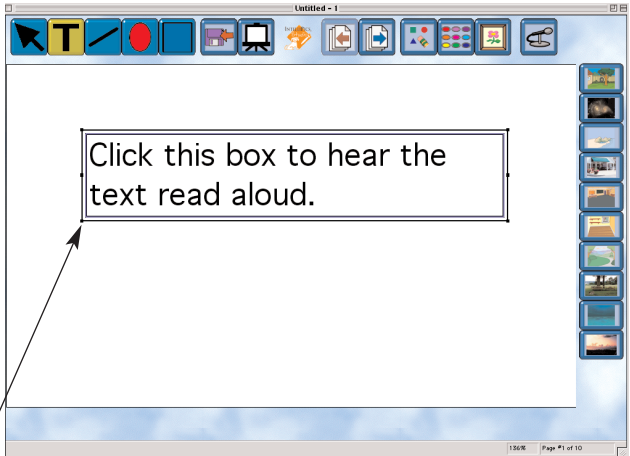 Untitled - 1
T
Click this box to hear the
text read aloud.
136% Page #1 of 10